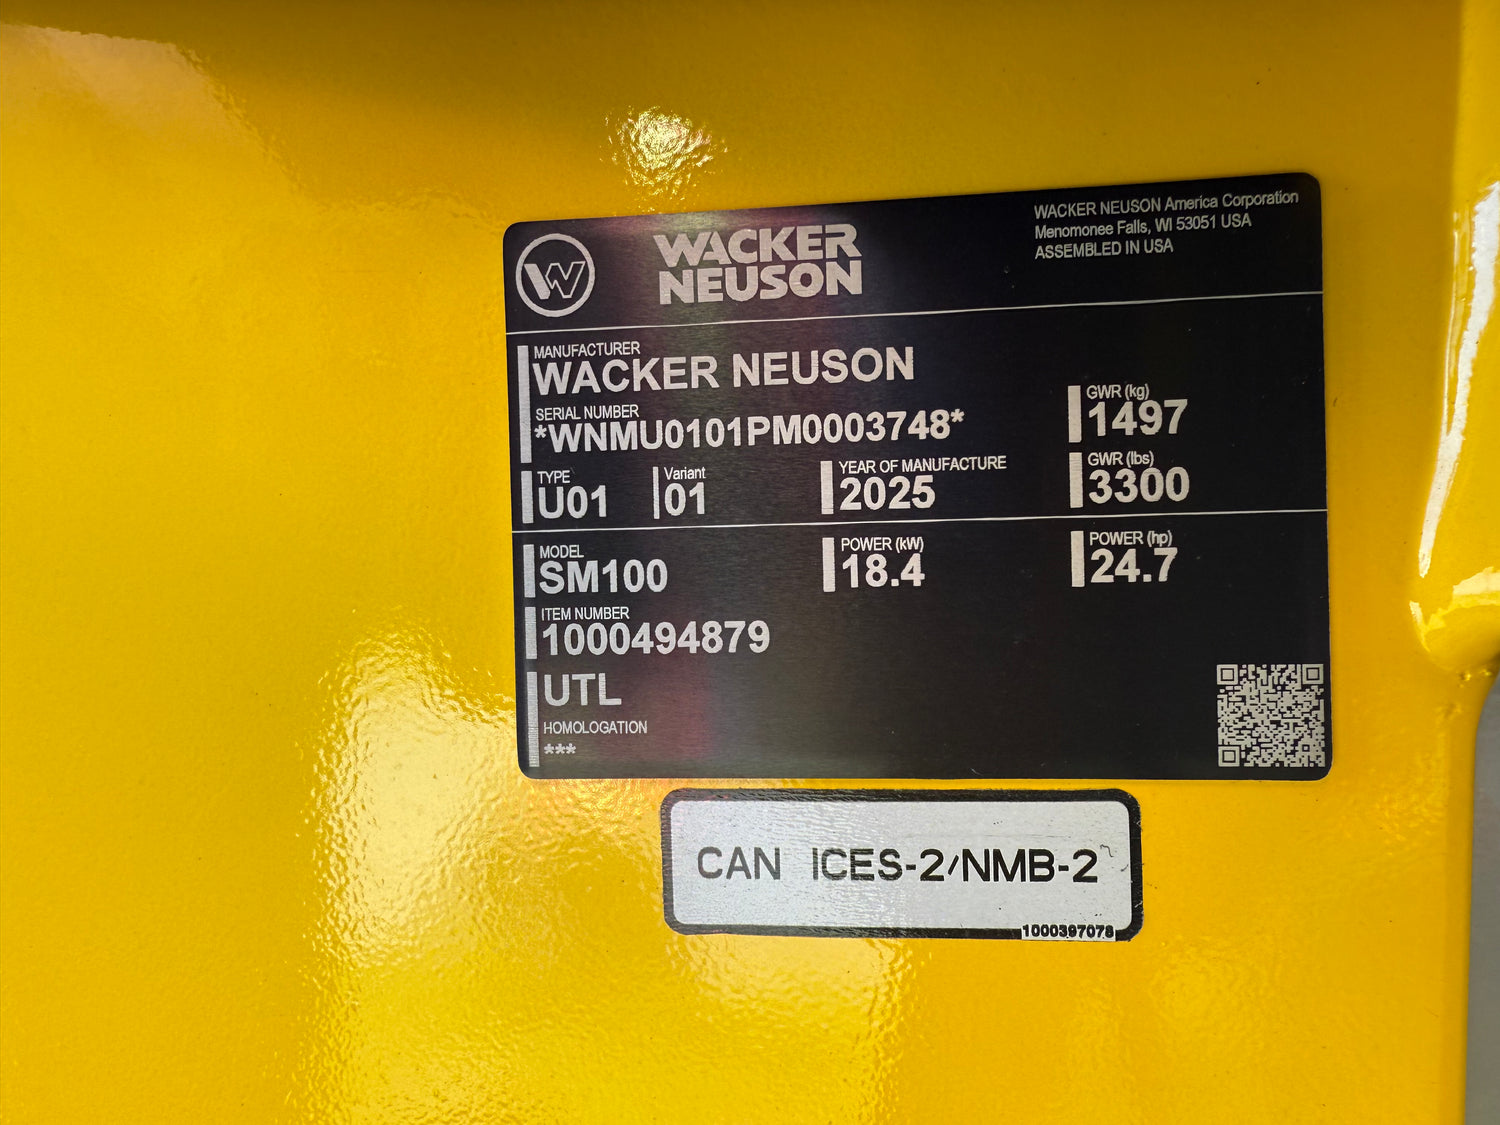 WACKER
NEUSON
WACKER NEUSON America Corporation
Menomonee Falls, WI 53051 USA
ASSEMBLED IN USA
MANUFACTURER
WACKER NEUSON
SERIAL NUMBER
*WNMU0101PM0003748*
GWR (kg)
1497
TYPE
U01
Variant
01
YEAR OF MANUFACTURE
2025
GWR (lbs)
3300
MODEL
SM100
POWER (kW)
18.4
POWER (hp)
24.7
ITEM NUMBER
1000494879
UTL
HOMOLOGATION
***
CAN ICES-2/NMB-2
1000397078